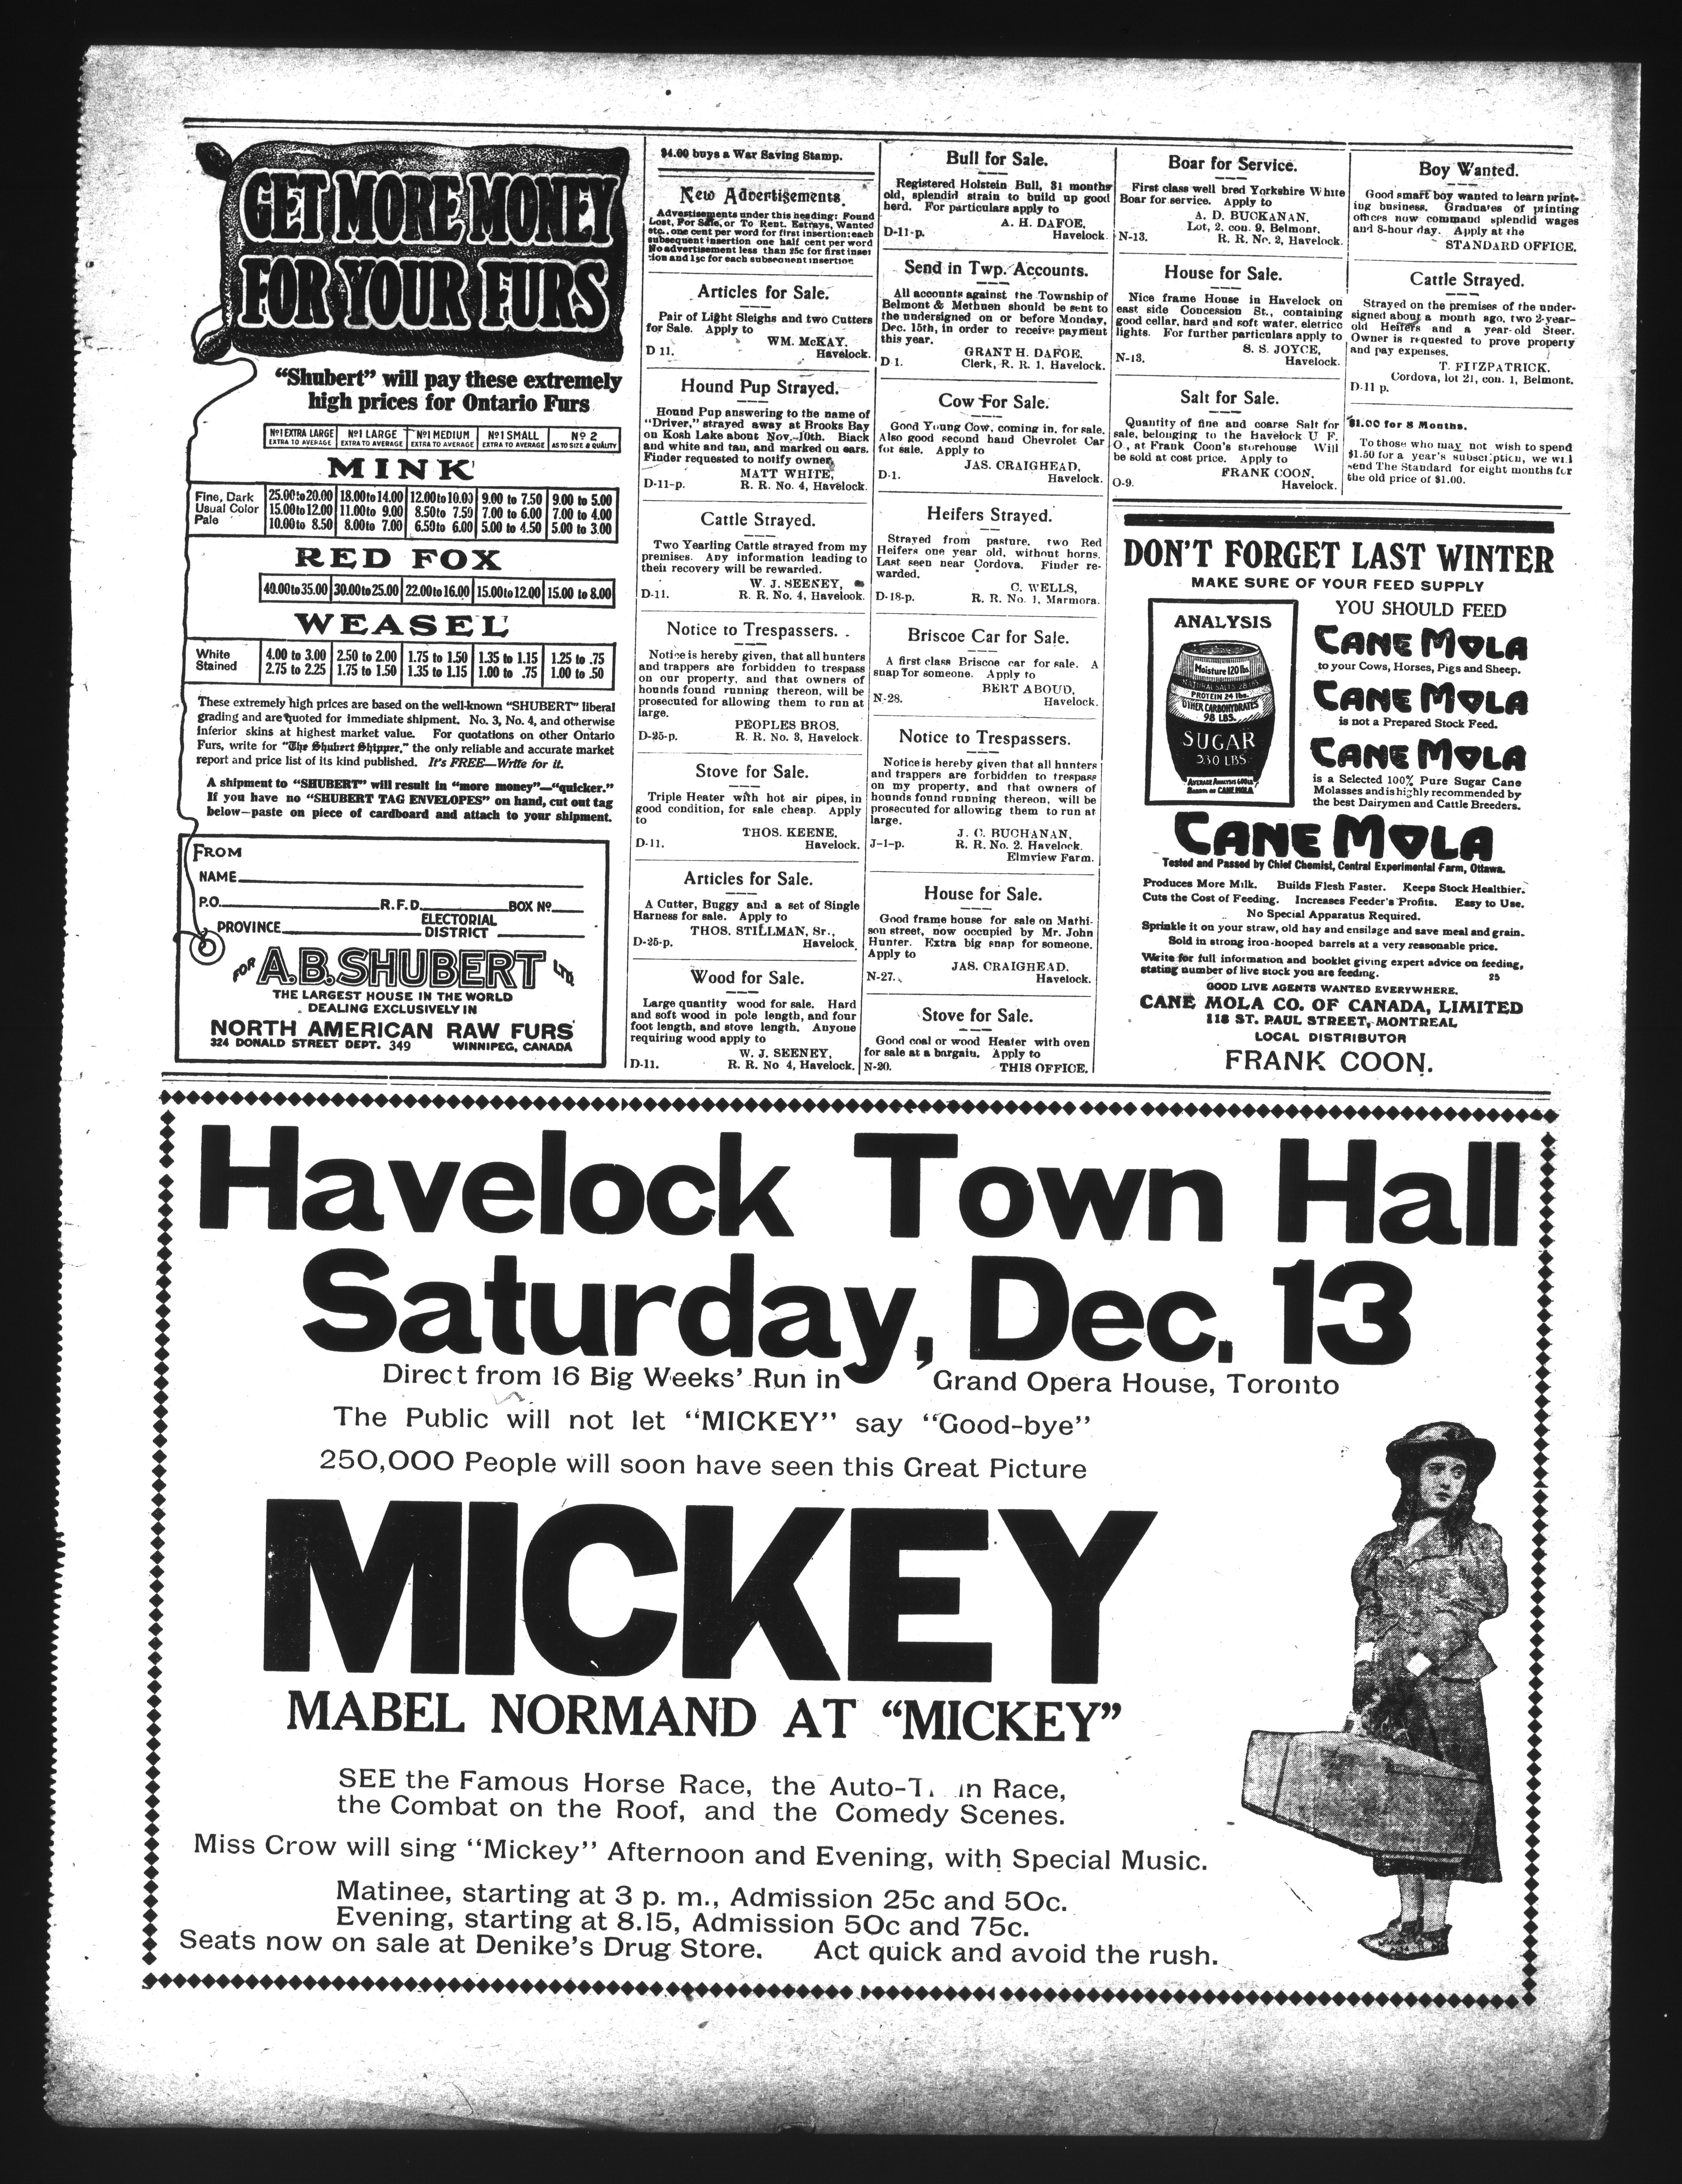 GET MORE MONEY
FOR YOUR FURS
"Shubert" will pay these extremely
high prices for Ontario Furs
Nº1 EXTRA LARGE Nº1 LARGE Nº1 MEDIUM Nº1 SMALL Nº 2
EXTRA TO AVERAGE EXTRA TO AVERAGE EXTRA TO AVERAGE EXTRA TO AVERAGE AS TO SIZE & QUALITY
MINK
Fine, Dark 25.00to20.00 18.00to14.00 12.00to10.00 9.00 to 7.50 9.00 to 5.00
Usual Color 15.00to12.00 11.00to 9.00 8.50to 7.50 7.00 to 6.00 7.00 to 4.00
Pale 10.00to 8.50 8.00to 7.00 6.50to 6.00 5.00 to 4.50 5.00 to 3.00
RED FOX
40.00to35.00 30.00to25.00 22.00to16.00 15.00to12.00 15.00 to 8.00
WEASEL
White 4.00 to 3.00 2.50 to 2.00 1.75 to 1.50 1.35 to 1.15 1.25 to .75
Stained 2.75 to 2.25 1.75 to 1.50 1.35 to 1.15 1.00 to .75 1.00 to .50
These extremely high prices are based on the well-known "SHUBERT" liberal
grading and are quoted for immediate shipment. No. 3, No. 4, and otherwise
inferior skins at highest market value. For quotations on other Ontario
Furs, write for "The Shubert Shipper," the only reliable and accurate market
report and price list of its kind published. It's FREE—Write for it.
A shipment to "SHUBERT" will result in "more money"—"quicker."
If you have no "SHUBERT TAG ENVELOPES" on hand, cut out tag
below—paste on piece of cardboard and attach to your shipment.
FROM
NAME
P.O. R.F.D. BOX Nº
PROVINCE ELECTORIAL DISTRICT
FOR A.B.SHUBERT LTD
THE LARGEST HOUSE IN THE WORLD
DEALING EXCLUSIVELY IN
NORTH AMERICAN RAW FURS
324 DONALD STREET DEPT. 349 WINNIPEG, CANADA
$4.00 buys a War Saving Stamp.
New Advertisements.
Advertisements under this heading: Found
Lost, For Sale, or To Rent. Estrays, Wanted
etc., one cent per word for first insertion: each
subsequent insertion one half cent per word
No advertisement less than 25c for first inser
tion and 15c for each subsequent insertion
Articles for Sale.
Pair of Light Sleighs and two Cutters
for Sale. Apply to
WM. McKAY,
D 11. Havelock.
Hound Pup Strayed.
Hound Pup answering to the name of
"Driver," strayed away at Brooks Bay
on Kosh Lake about Nov. 10th. Black
and white and tan, and marked on ears.
Finder requested to notify owner.
MATT WHITE,
D-11-p. R. R. No. 4, Havelock.
Cattle Strayed.
Two Yearling Cattle strayed from my
premises. Any information leading to
their recovery will be rewarded.
W. J. SEENEY,
D-11. R. R. No. 4, Havelock.
Notice to Trespassers.
Notice is hereby given, that all hunters
and trappers are forbidden to trespass
on our property, and that owners of
hounds found running thereon, will be
prosecuted for allowing them to run at
large.
PEOPLES BROS.
D-25-p. R. R. No. 3, Havelock.
Stove for Sale.
Triple Heater with hot air pipes, in
good condition, for sale cheap. Apply
to
THOS. KEENE,
D-11. Havelock.
Articles for Sale.
A Cutter, Buggy and a set of Single
Harness for sale. Apply to
THOS. STILLMAN, Sr.,
D-25-p. Havelock
Wood for Sale.
Large quantity wood for sale. Hard
and soft wood in pole length, and four
foot length, and stove length. Anyone
requiring wood apply to
W. J. SEENEY,
D-11. R. R. No 4, Havelock.
Bull for Sale.
Registered Holstein Bull, 31 months
old, splendid strain to build up good
herd. For particulars apply to
A. H. DAFOE,
D-11-p. Havelock.
Send in Twp. Accounts.
All accounts against the Township of
Belmont & Methuen should be sent to
the undersigned on or before Monday,
Dec. 15th, in order to receive payment
this year.
GRANT H. DAFOE,
D 1. Clerk, R. R. 1, Havelock.
Cow For Sale.
Good Young Cow, coming in, for sale.
Also good second hand Chevrolet Car
for sale. Apply to
JAS. CRAIGHEAD,
D-1. Havelock.
Heifers Strayed.
Strayed from pasture, two Red
Heifers one year old, without horns.
Last seen near Cordova. Finder re-
warded.
C. WELLS,
D-18-p. R. R. No. 1, Marmora.
Briscoe Car for Sale.
A first class Briscoe car for sale. A
snap for someone. Apply to
BERT ABOUD,
N-28. Havelock.
Notice to Trespassers.
Notice is hereby given that all hunters
and trappers are forbidden to trespass
on my property, and that owners of
hounds found running thereon, will be
prosecuted for allowing them to run at
large.
J. C. BUCHANAN,
J-1-p. R. R. No. 2, Havelock.
Elmview Farm.
House for Sale.
Good frame house for sale on Mathi-
son street, now occupied by Mr. John
Hunter. Extra big snap for someone.
Apply to
JAS. CRAIGHEAD,
N-27. Havelock.
Stove for Sale.
Good coal or wood Heater with oven
for sale at a bargain. Apply to
N-20. THIS OFFICE.
Boar for Service.
First class well bred Yorkshire White
Boar for service. Apply to
A. D. BUCKANAN,
Lot, 2, con. 9, Belmont,
N-13. R. R. No. 2, Havelock.
House for Sale.
Nice frame House in Havelock on
east side Concession St., containing
good cellar, hard and soft water, eletric
lights. For further particulars apply to
S. S. JOYCE,
N-13. Havelock.
Salt for Sale.
Quantity of fine and coarse Salt for
sale, belonging to the Havelock U F.
O., at Frank Coon's storehouse Will
be sold at cost price. Apply to
FRANK COON,
O-9. Havelock.
Boy Wanted.
Good smart boy wanted to learn print-
ing business. Graduates of printing
offices now command splendid wages
and 8-hour day. Apply at the
STANDARD OFFICE.
Cattle Strayed.
Strayed on the premises of the under-
signed about a month ago, two 2-year-
old Heifers and a year-old Steer.
Owner is requested to prove property
and pay expenses.
T. FITZPATRICK,
Cordova, lot 21, con. 1, Belmont.
D-11 p.
$1.00 for 8 Months.
To those who may not wish to spend
$1.50 for a year's subscription, we will
send The Standard for eight months for
the old price of $1.00.
DON'T FORGET LAST WINTER
MAKE SURE OF YOUR FEED SUPPLY
ANALYSIS
Moisture 120 lbs.
NATURAL SALTS 28 lbs
PROTEIN 24 lbs.
OTHER CARBOHYDRATES
98 LBS.
SUGAR
330 LBS.
YOU SHOULD FEED
CANE MOLA
to your Cows, Horses, Pigs and Sheep.
CANE MOLA
is not a Prepared Stock Feed.
CANE MOLA
is a Selected 100% Pure Sugar Cane
Molasses and is highly recommended by
the best Dairymen and Cattle Breeders.
CANE MOLA
Tested and Passed by Chief Chemist, Central Experimental Farm, Ottawa.
Produces More Milk. Builds Flesh Faster. Keeps Stock Healthier.
Cuts the Cost of Feeding. Increases Feeder's Profits. Easy to Use.
No Special Apparatus Required.
Sprinkle it on your straw, old hay and ensilage and save meal and grain.
Sold in strong iron-hooped barrels at a very reasonable price.
Write for full information and booklet giving expert advice on feeding,
stating number of live stock you are feeding. 25
GOOD LIVE AGENTS WANTED EVERYWHERE.
CANE MOLA CO. OF CANADA, LIMITED
118 ST. PAUL STREET, MONTREAL
LOCAL DISTRIBUTOR
FRANK COON.
Havelock Town Hall
Saturday, Dec. 13
Direct from 16 Big Weeks' Run in Grand Opera House, Toronto
The Public will not let "MICKEY" say "Good-bye"
250,000 People will soon have seen this Great Picture
MICKEY
MABEL NORMAND AT "MICKEY"
SEE the Famous Horse Race, the Race,
the Combat on the Roof, and the Comedy Scenes.
Miss Crow will sing "Mickey" Afternoon and Evening, with Special Music.
Matinee, starting at 3 p. m., Admission 25c and 50c.
Evening, starting at 8.15, Admission 50c and 75c.
Seats now on sale at Denike's Drug Store. Act quick and avoid the rush.